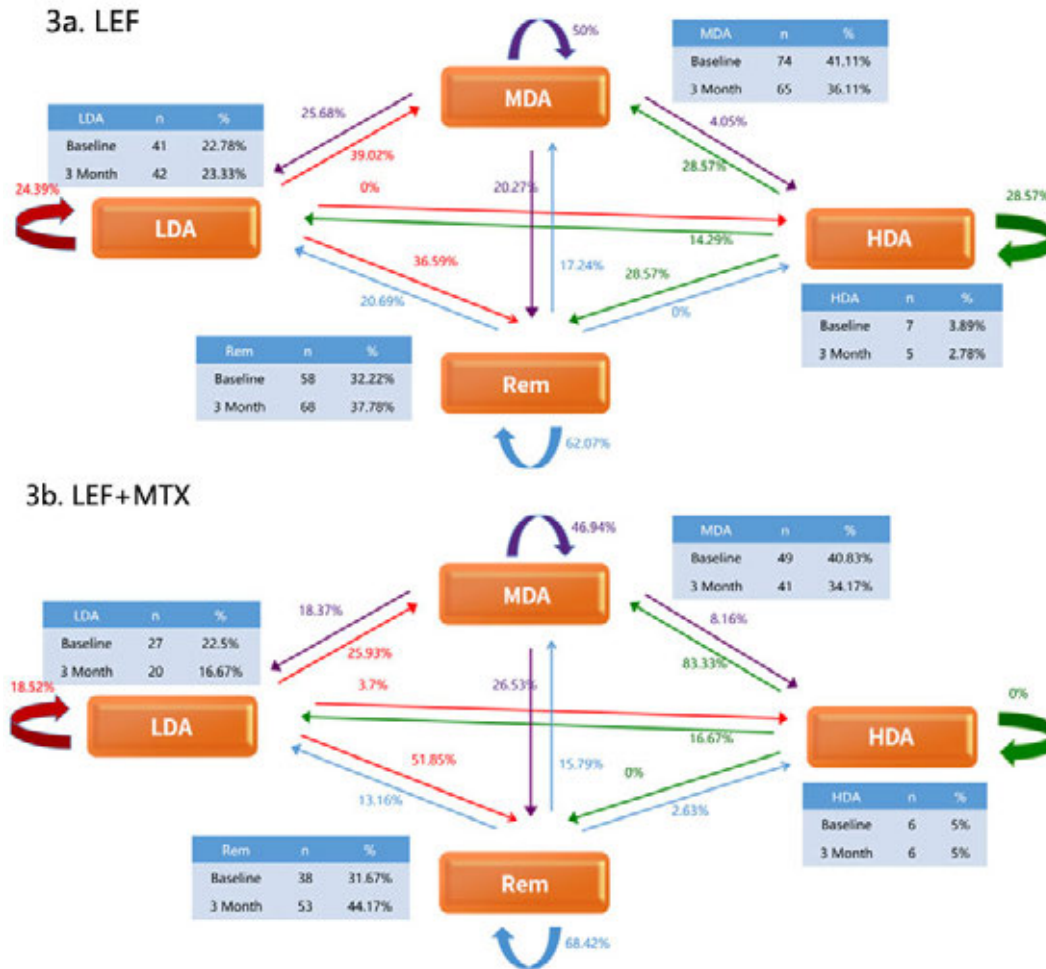 3a. LEF
50%
MDA n %
Baseline 74 41.11%
3 Month 65 36.11%
MDA
25.68%
4.05%
LDA n %
Baseline 41 22.78%
3 Month 42 23.33%
39.02%
28.57%
24.39%
0%
20.27%
28.57%
LDA
14.29%
HDA
36.59%
17.24%
28.57%
20.69%
0%
HDA n %
Baseline 7 3.89%
3 Month 5 2.78%
Rem n %
Baseline 58 32.22%
3 Month 68 37.78%
Rem
62.07%
3b. LEF+MTX
46.94%
MDA n %
Baseline 49 40.83%
3 Month 41 34.17%
MDA
18.37%
8.16%
LDA n %
Baseline 27 22.5%
3 Month 20 16.67%
25.93%
83.33%
18.52%
3.7%
26.53%
0%
LDA
16.67%
HDA
51.85%
15.79%
0%
13.16%
2.63%
HDA n %
Baseline 6 5%
3 Month 6 5%
Rem n %
Baseline 38 31.67%
3 Month 53 44.17%
Rem
68.42%